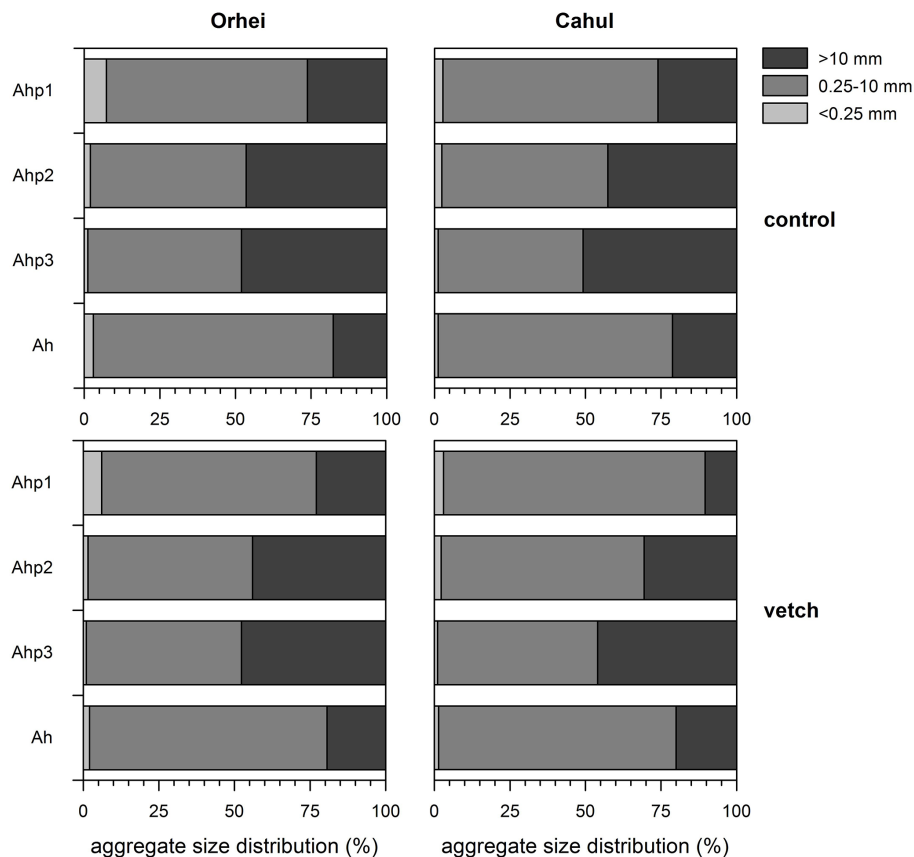 Orhei Cahul
>10 mm
0.25-10 mm
<0.25 mm
Ahp1
Ahp2
Ahp3
Ah
control
0 25 50 75 100 0 25 50 75 100
Ahp1
Ahp2
Ahp3
Ah
vetch
0 25 50 75 100 0 25 50 75 100
aggregate size distribution (%) aggregate size distribution (%)